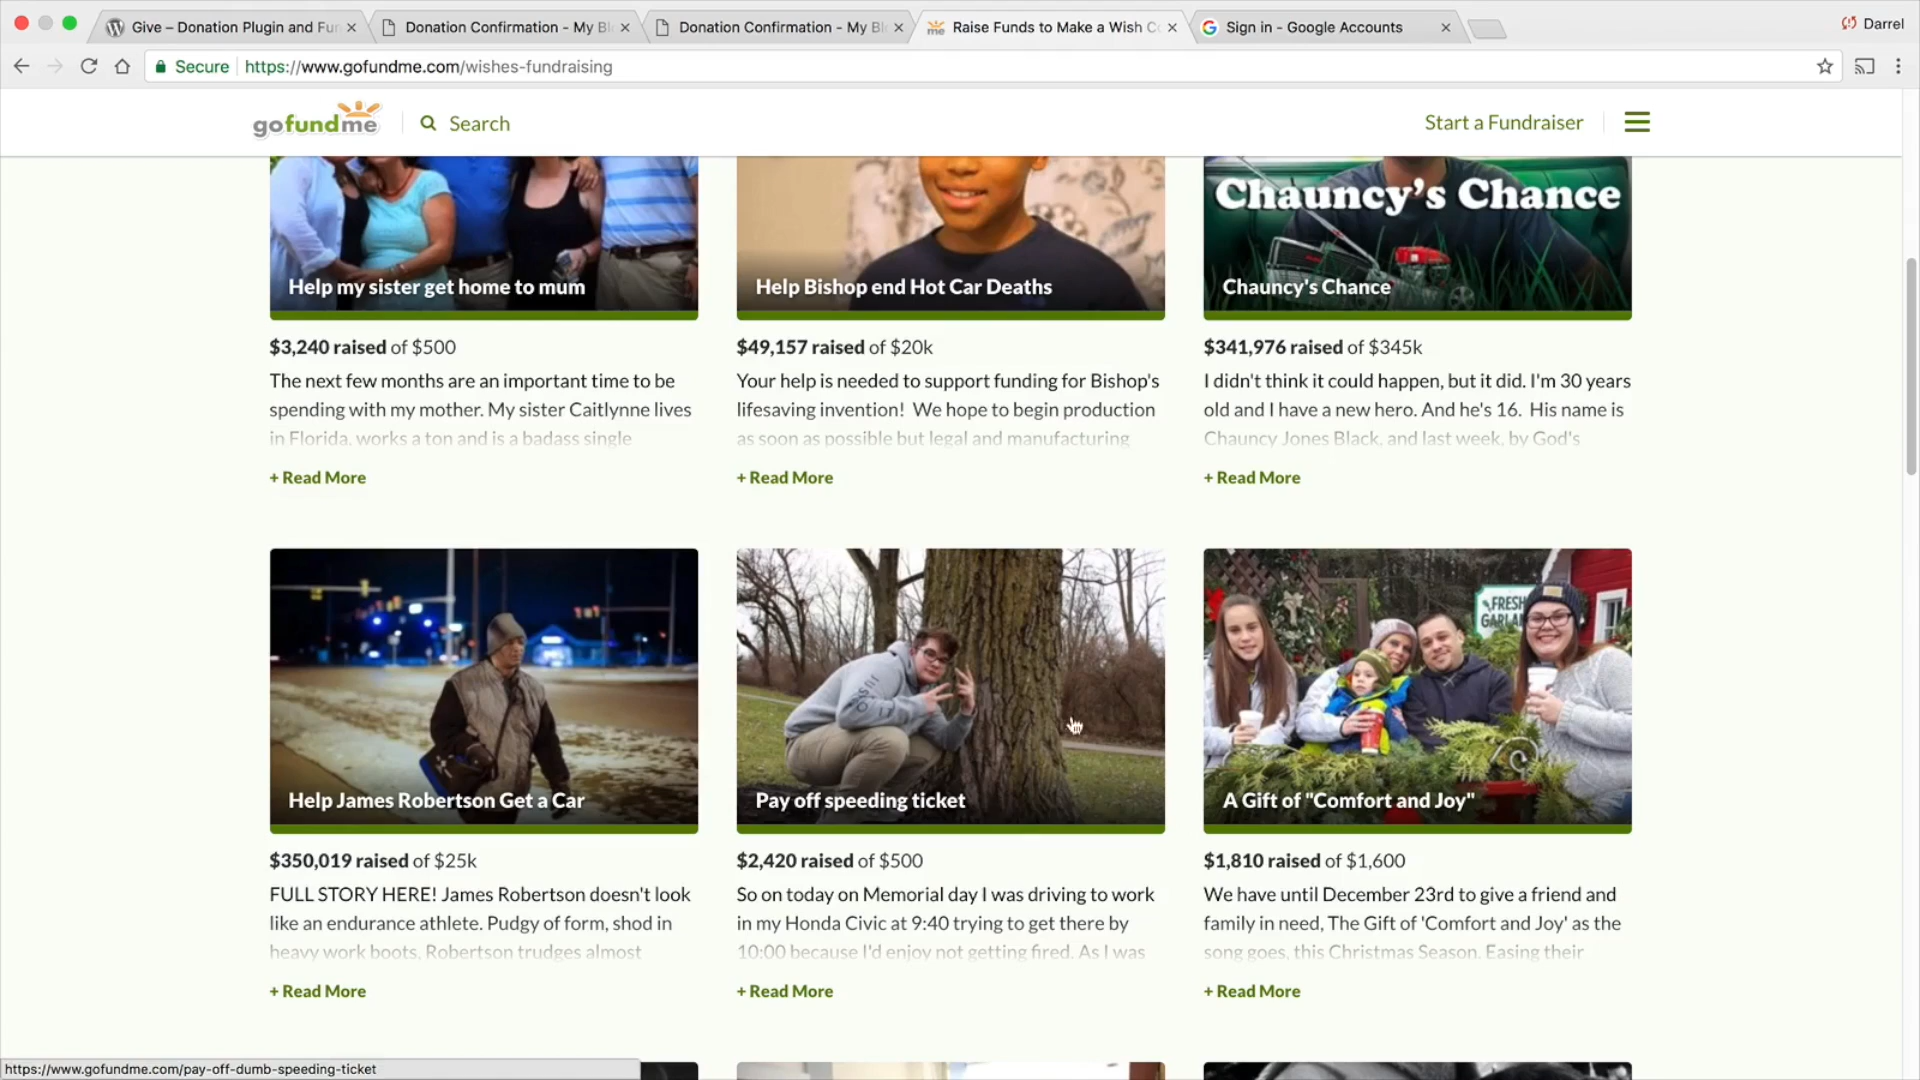 Give – Donation Plugin and Fun
Donation Confirmation - My Bl
Donation Confirmation - My Bl
Raise Funds to Make a Wish Co
Sign in - Google Accounts
Darrel
Secure
https://www.gofundme.com/wishes-fundraising
gofundme
Search
Start a Fundraiser
Chauncy's Chance
Help my sister get home to mum
Help Bishop end Hot Car Deaths
Chauncy's Chance
$3,240 raised of $500
$49,157 raised of $20k
$341,976 raised of $345k
The next few months are an important time to be
spending with my mother. My sister Caitlynne lives
in Florida, works a ton and is a badass single
Your help is needed to support funding for Bishop's
lifesaving invention! We hope to begin production
as soon as possible but legal and manufacturing
I didn't think it could happen, but it did. I'm 30 years
old and I have a new hero. And he's 16. His name is
Chauncy Jones Black, and last week, by God's
+ Read More
+ Read More
+ Read More
FRESH
GARLA
Help James Robertson Get a Car
Pay off speeding ticket
A Gift of "Comfort and Joy"
$350,019 raised of $25k
$2,420 raised of $500
$1,810 raised of $1,600
FULL STORY HERE! James Robertson doesn't look
like an endurance athlete. Pudgy of form, shod in
heavy work boots, Robertson trudges almost
So on today on Memorial day I was driving to work
in my Honda Civic at 9:40 trying to get there by
10:00 because I'd enjoy not getting fired. As I was
We have until December 23rd to give a friend and
family in need, The Gift of 'Comfort and Joy' as the
song goes, this Christmas Season. Easing their
+ Read More
+ Read More
+ Read More
https://www.gofundme.com/pay-off-dumb-speeding-ticket